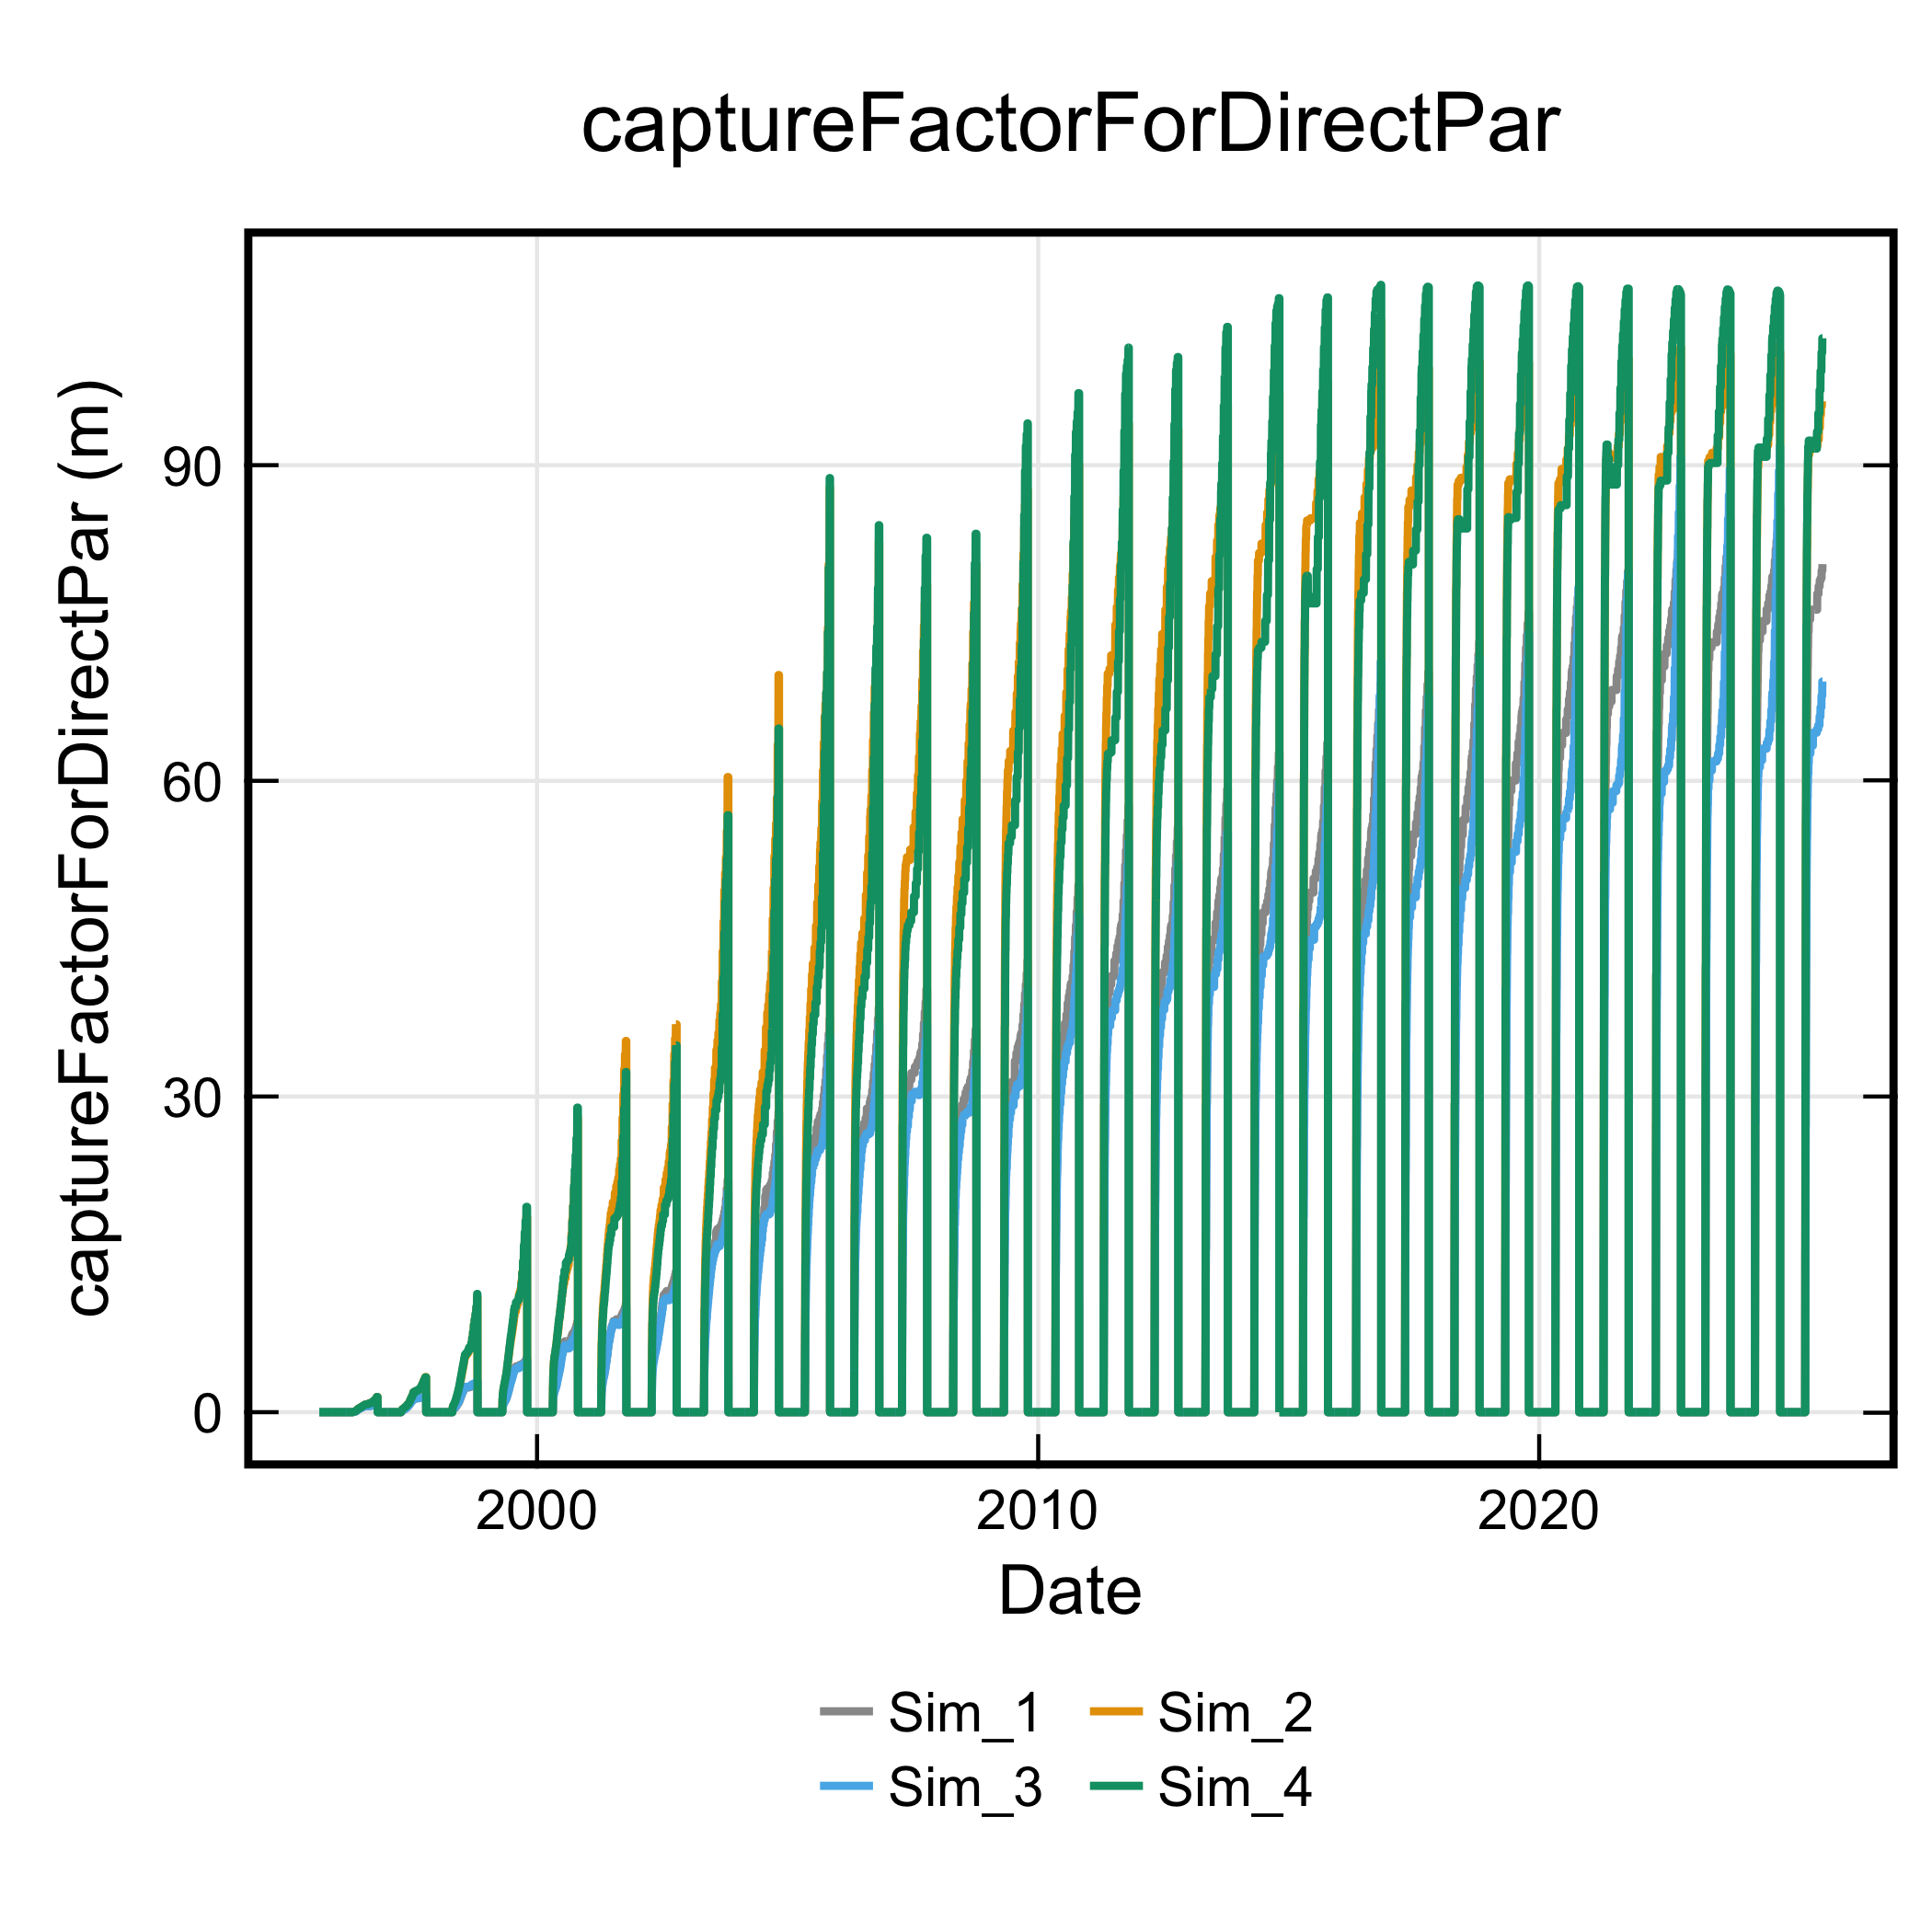 captureFactorForDirectPar
captureFactorForDirectPar (m)
90
60
30
0
2000 2010 2020
Date
Sim_1 Sim_2
Sim_3 Sim_4